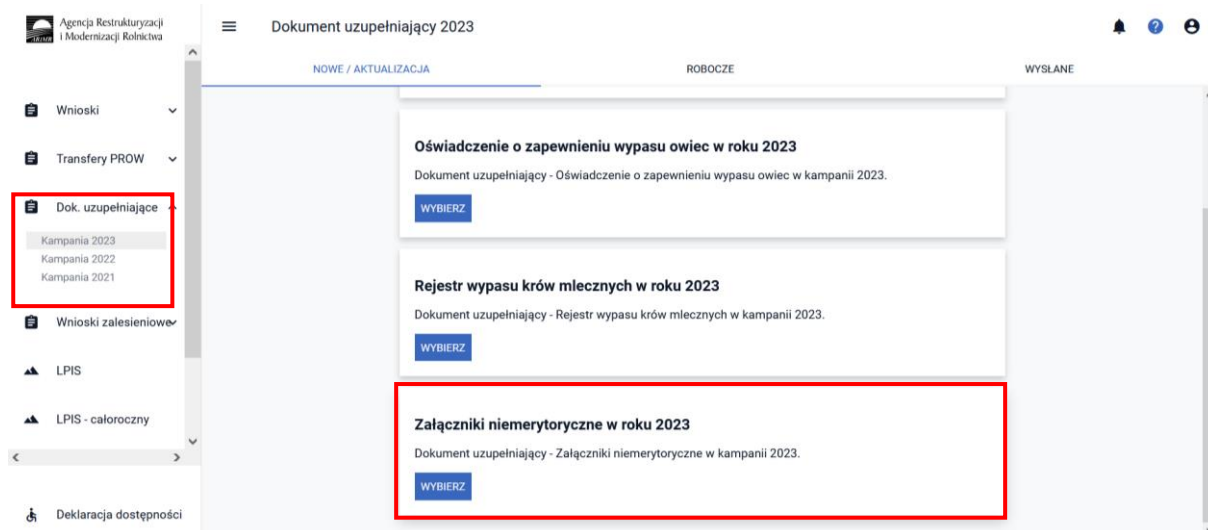 Agencja Restrukturyzacji
i Modernizacji Rolnictwa
ARiMR
Wnioski
Transfery PROW
Dok. uzupełniające
Kampania 2023
Kampania 2022
Kampania 2021
Wnioski zalesieniowe
LPIS
LPIS - całoroczny
Deklaracja dostępności
Dokument uzupełniający 2023
NOWE / AKTUALIZACJA
ROBOCZE
WYSŁANE
Oświadczenie o zapewnieniu wypasu owiec w roku 2023
Dokument uzupełniający - Oświadczenie o zapewnieniu wypasu owiec w kampanii 2023.
WYBIERZ
Rejestr wypasu krów mlecznych w roku 2023
Dokument uzupełniający - Rejestr wypasu krów mlecznych w kampanii 2023.
WYBIERZ
Załączniki niemerytoryczne w roku 2023
Dokument uzupełniający - Załączniki niemerytoryczne w kampanii 2023.
WYBIERZ